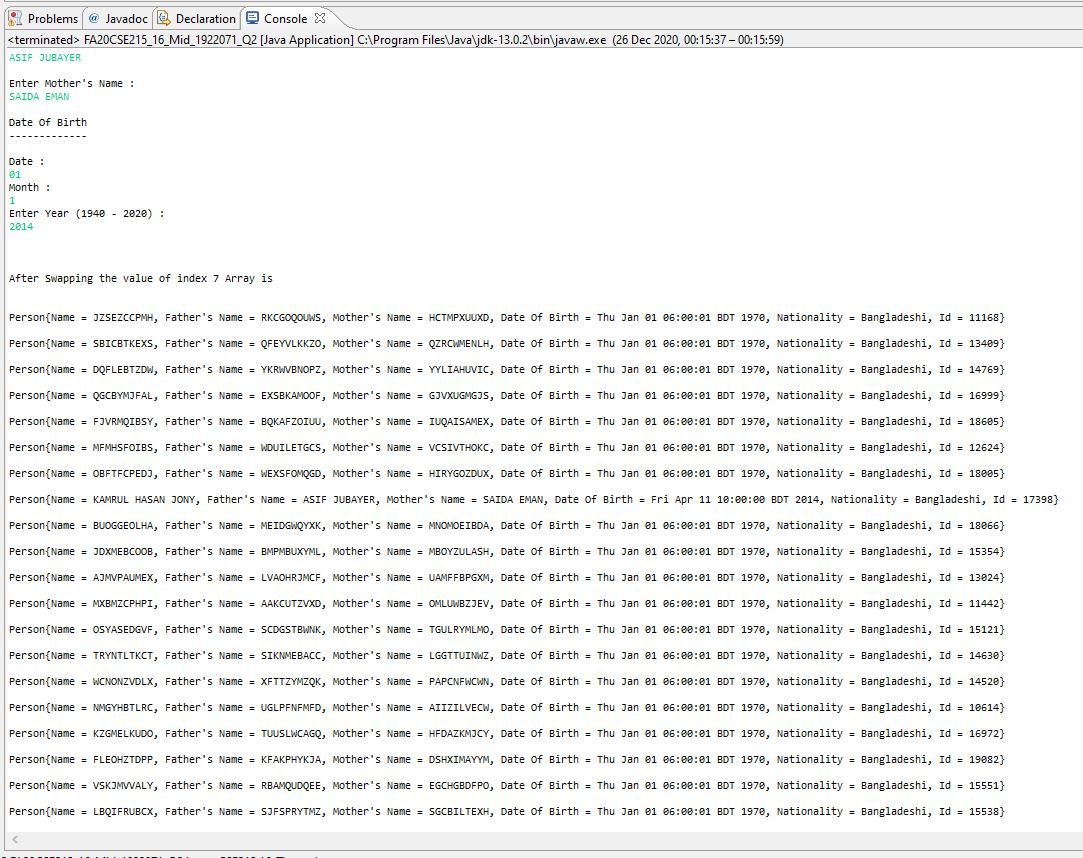 Problems @ Javadoc Declaration Console
<terminated> FA20CSE215_16_Mid_1922071_Q2 [Java Application] C:\Program Files\Java\jdk-13.0.2\bin\javaw.exe (26 Dec 2020, 00:15:37 – 00:15:59)
ASIF JUBAYER
Enter Mother's Name :
SAIDA EMAN
Date Of Birth
-------------
Date :
01
Month :
1
Enter Year (1940 - 2020) :
2014
After Swapping the value of index 7 Array is
Person{Name = JZSEZCCPMH, Father's Name = RKCGOQOUWS, Mother's Name = HCTMPXUUXD, Date Of Birth = Thu Jan 01 06:00:01 BDT 1970, Nationality = Bangladeshi, Id = 11168}
Person{Name = SBICBTKEXS, Father's Name = QFEYVLKKZO, Mother's Name = QZRCWMENLH, Date Of Birth = Thu Jan 01 06:00:01 BDT 1970, Nationality = Bangladeshi, Id = 13409}
Person{Name = DQFLEBTZDW, Father's Name = YKRWVBNOPZ, Mother's Name = YYLIAHUVIC, Date Of Birth = Thu Jan 01 06:00:01 BDT 1970, Nationality = Bangladeshi, Id = 14769}
Person{Name = QGCBYMJFAL, Father's Name = EXSBKAMOOF, Mother's Name = GJVXUGMGJS, Date Of Birth = Thu Jan 01 06:00:01 BDT 1970, Nationality = Bangladeshi, Id = 16999}
Person{Name = FJVRMQIBSY, Father's Name = BQKAFZOIUU, Mother's Name = IUQAISAMEX, Date Of Birth = Thu Jan 01 06:00:01 BDT 1970, Nationality = Bangladeshi, Id = 18605}
Person{Name = MFMHSFOIBS, Father's Name = WDUILETGCS, Mother's Name = VCSIVTHOKC, Date Of Birth = Thu Jan 01 06:00:01 BDT 1970, Nationality = Bangladeshi, Id = 12624}
Person{Name = OBFTFCPEDJ, Father's Name = WEXSFOMQGD, Mother's Name = HIRYGOZDUX, Date Of Birth = Thu Jan 01 06:00:01 BDT 1970, Nationality = Bangladeshi, Id = 18005}
Person{Name = KAMRUL HASAN JONY, Father's Name = ASIF JUBAYER, Mother's Name = SAIDA EMAN, Date Of Birth = Fri Apr 11 10:00:00 BDT 2014, Nationality = Bangladeshi, Id = 17398}
Person{Name = BUOGGEOLHA, Father's Name = MEIDGWQYXK, Mother's Name = MNOMOEIBDA, Date Of Birth = Thu Jan 01 06:00:01 BDT 1970, Nationality = Bangladeshi, Id = 18066}
Person{Name = JDXMEBCOOB, Father's Name = BMPMBUXYML, Mother's Name = MBOYZULASH, Date Of Birth = Thu Jan 01 06:00:01 BDT 1970, Nationality = Bangladeshi, Id = 15354}
Person{Name = AJMVPAUMEX, Father's Name = LVAOHRJMCF, Mother's Name = UAMFFBPGXM, Date Of Birth = Thu Jan 01 06:00:01 BDT 1970, Nationality = Bangladeshi, Id = 13024}
Person{Name = MXBMZCPHPI, Father's Name = AAKCUTZVXD, Mother's Name = OMLUWBZJEV, Date Of Birth = Thu Jan 01 06:00:01 BDT 1970, Nationality = Bangladeshi, Id = 11442}
Person{Name = OSYASEDGVF, Father's Name = SCDGSTBWNK, Mother's Name = TGULRYMLMO, Date Of Birth = Thu Jan 01 06:00:01 BDT 1970, Nationality = Bangladeshi, Id = 15121}
Person{Name = TRYNTLTKCT, Father's Name = SIKNMEBACC, Mother's Name = LGGTTUINWZ, Date Of Birth = Thu Jan 01 06:00:01 BDT 1970, Nationality = Bangladeshi, Id = 14630}
Person{Name = WCNONZVDLX, Father's Name = XFTTZYMZQK, Mother's Name = PAPCNFWCWN, Date Of Birth = Thu Jan 01 06:00:01 BDT 1970, Nationality = Bangladeshi, Id = 14520}
Person{Name = NMGYHBTLRC, Father's Name = UGLPFNFMFD, Mother's Name = AIIZILVECW, Date Of Birth = Thu Jan 01 06:00:01 BDT 1970, Nationality = Bangladeshi, Id = 10614}
Person{Name = KZGMELKUDO, Father's Name = TUUSLWCAGQ, Mother's Name = HFDAZKMJCY, Date Of Birth = Thu Jan 01 06:00:01 BDT 1970, Nationality = Bangladeshi, Id = 16972}
Person{Name = FLEOHZTDPP, Father's Name = KFAKPHYKJA, Mother's Name = DSHXIMAYYM, Date Of Birth = Thu Jan 01 06:00:01 BDT 1970, Nationality = Bangladeshi, Id = 19082}
Person{Name = VSKJMVVALY, Father's Name = RBAMQUDQEE, Mother's Name = EGCHGBDFPO, Date Of Birth = Thu Jan 01 06:00:01 BDT 1970, Nationality = Bangladeshi, Id = 15551}
Person{Name = LBQIFRUBCX, Father's Name = SJFSPRYTMZ, Mother's Name = SGCBILTEXH, Date Of Birth = Thu Jan 01 06:00:01 BDT 1970, Nationality = Bangladeshi, Id = 15538}